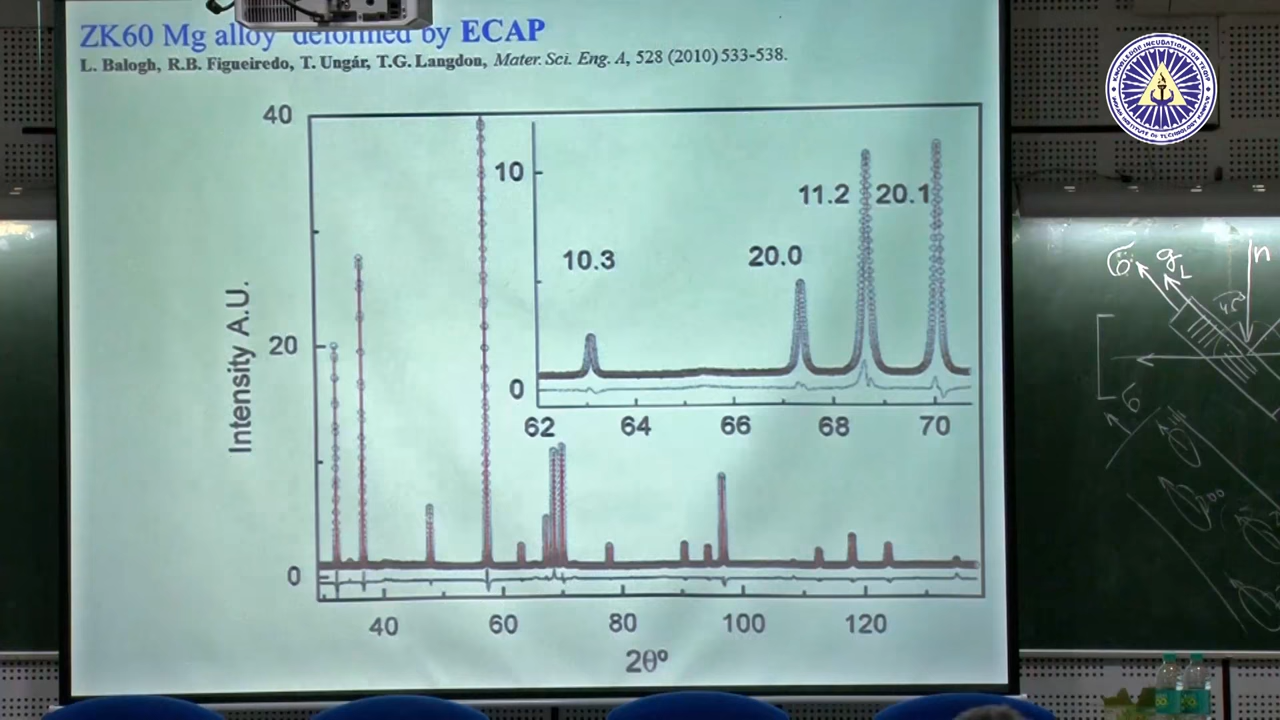 ZK60 Mg alloy deformed by ECAP
L. Balogh, R.B. Figueiredo, T. Ungár, T.G. Langdon, Mater. Sci. Eng. A, 528 (2010) 533-538.
40
20
0
Intensity A.U.
10
0
10.3
20.0
11.2
20.1
62 64 66 68 70
40 60 80 100 120
2θº
n
45°